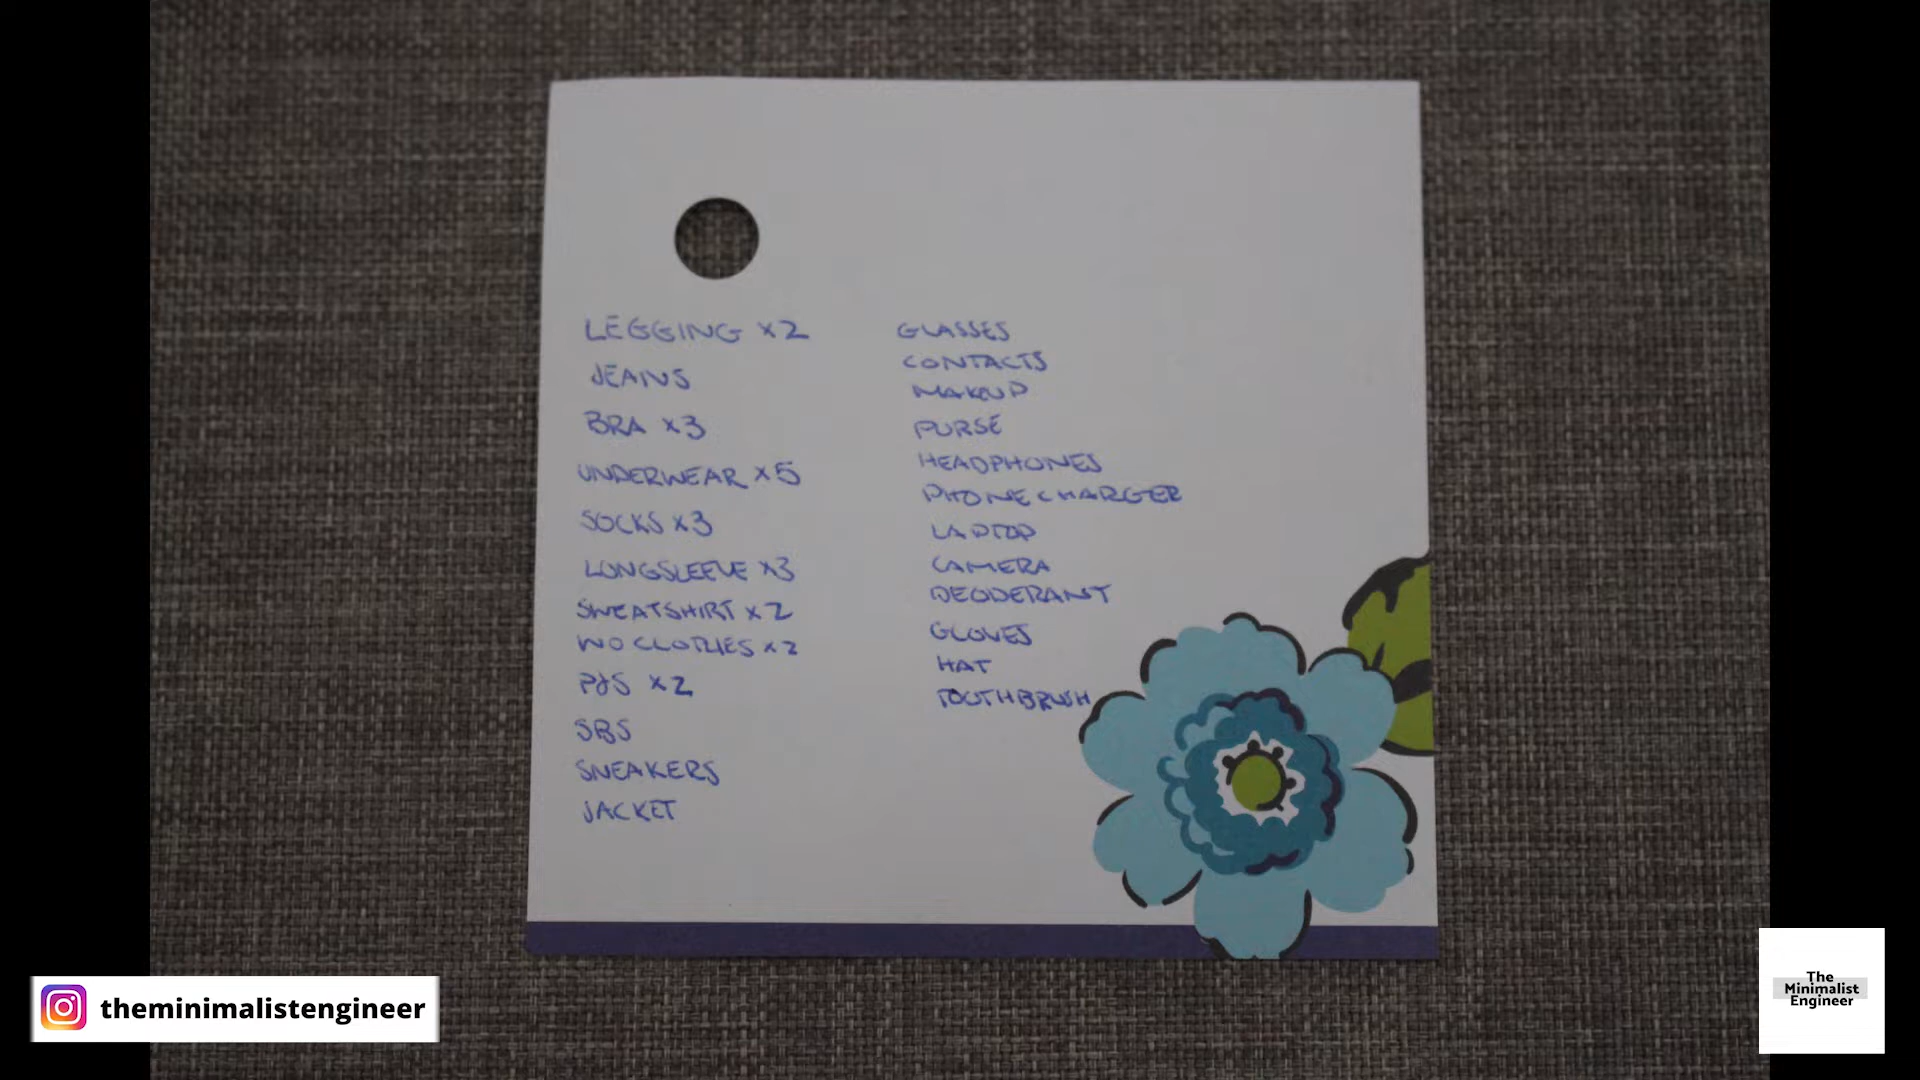 LEGGING x2
JEANS
BRA x3
UNDERWEAR x5
SOCKS x3
LONGSLEEVE x3
SWEATSHIRT x2
WO CLOTHES x2
PJS x2
SBS
SNEAKERS
JACKET
GLASSES
CONTACTS
MAKUP
PURSE
HEADPHONES
PHONE CHARGER
LAPTOP
CAMERA
DEODERANT
GLOVES
HAT
TOOTHBRUSH
theminimalistengineer
The
Minimalist
Engineer